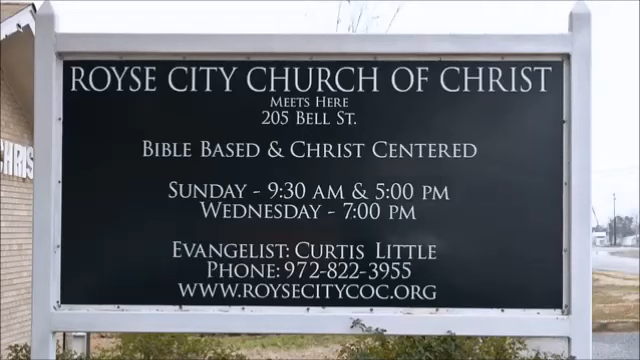 ROYSE CITY CHURCH OF CHRIST
MEETS HERE
205 BELL ST.
BIBLE BASED & CHRIST CENTERED
SUNDAY - 9:30 AM & 5:00 PM
WEDNESDAY - 7:00 PM
EVANGELIST: CURTIS LITTLE
PHONE: 972-822-3955
WWW.ROYSECITYCOC.ORG